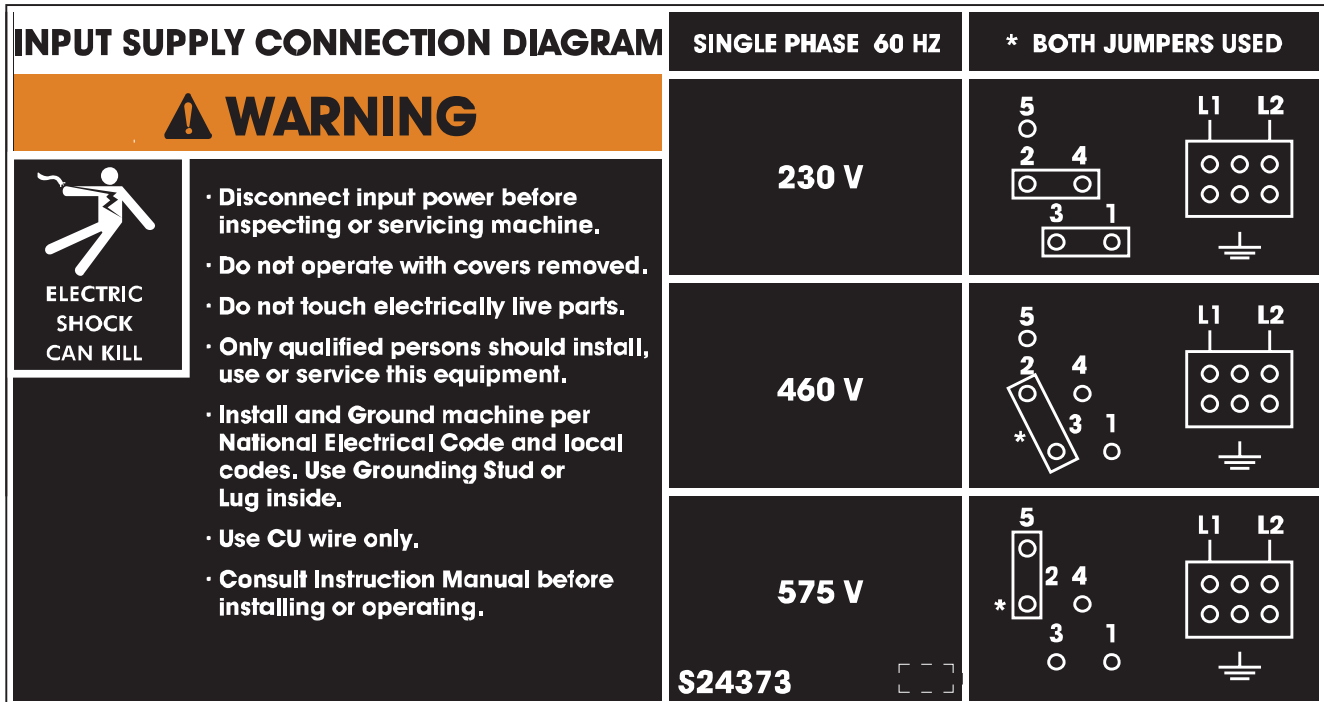 INPUT SUPPLY CONNECTION DIAGRAM
WARNING
ELECTRIC
SHOCK
CAN KILL
· Disconnect input power before
inspecting or servicing machine.
· Do not operate with covers removed.
· Do not touch electrically live parts.
· Only qualified persons should install,
use or service this equipment.
· Install and Ground machine per
National Electrical Code and local
codes. Use Grounding Stud or
Lug inside.
· Use CU wire only.
· Consult Instruction Manual before
installing or operating.
SINGLE PHASE 60 HZ
* BOTH JUMPERS USED
230 V
5
2 4
3 1
L1 L2
460 V
5
2 4
* 3 1
L1 L2
575 V
5
2 4
*
3 1
L1 L2
S24373